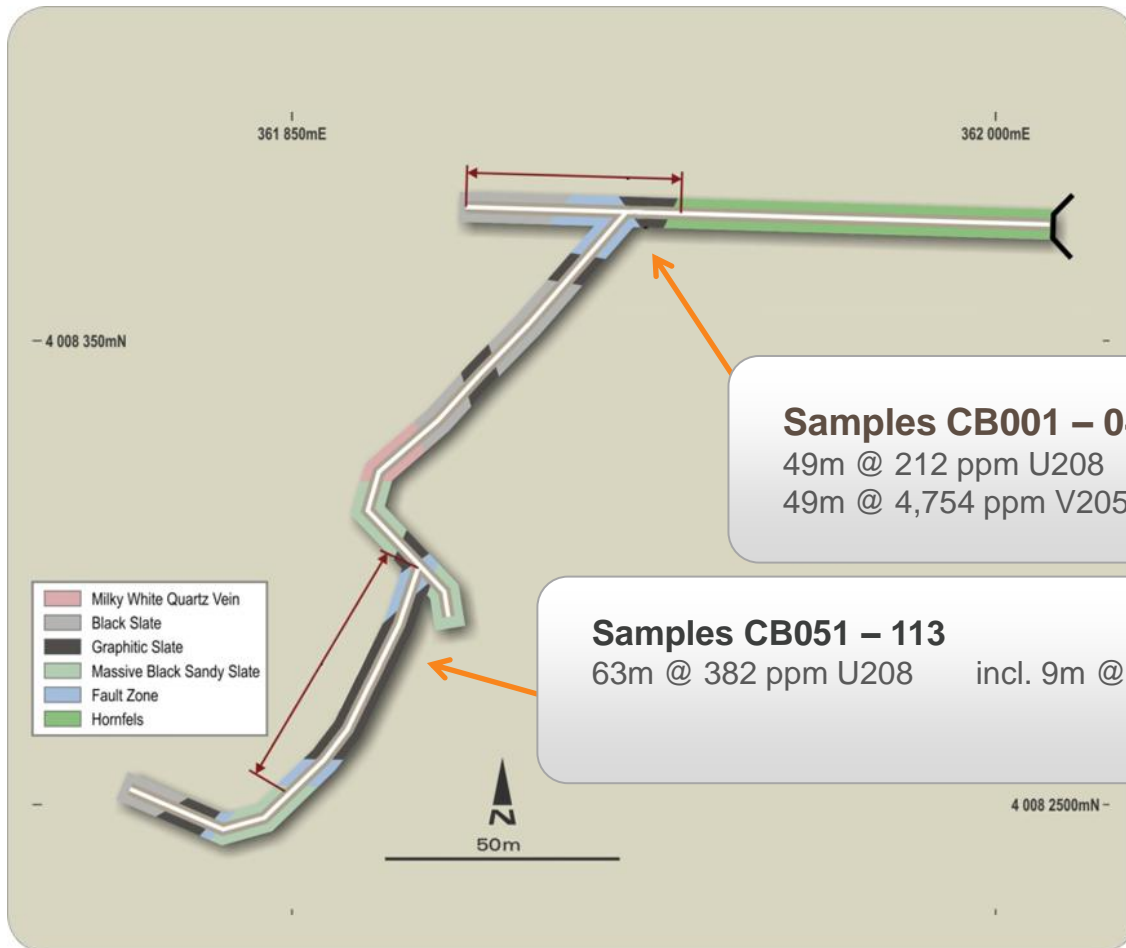 361 850mE
362 000mE
4 008 350mN
Samples CB001 – 0
49m @ 212 ppm U208
49m @ 4,754 ppm V205
Milky White Quartz Vein
Black Slate
Graphitic Slate
Massive Black Sandy Slate
Fault Zone
Hornfels
Samples CB051 – 113
63m @ 382 ppm U208 incl. 9m @
4 008 2500mN
N
50m